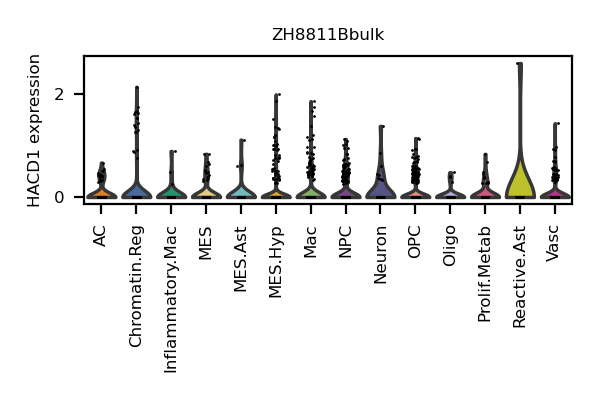 ZH8811Bbulk
HACD1 expression
2
0
AC
Chromatin.Reg
Inflammatory.Mac
MES
MES.Ast
MES.Hyp
Mac
NPC
Neuron
OPC
Oligo
Prolif.Metab
Reactive.Ast
Vasc